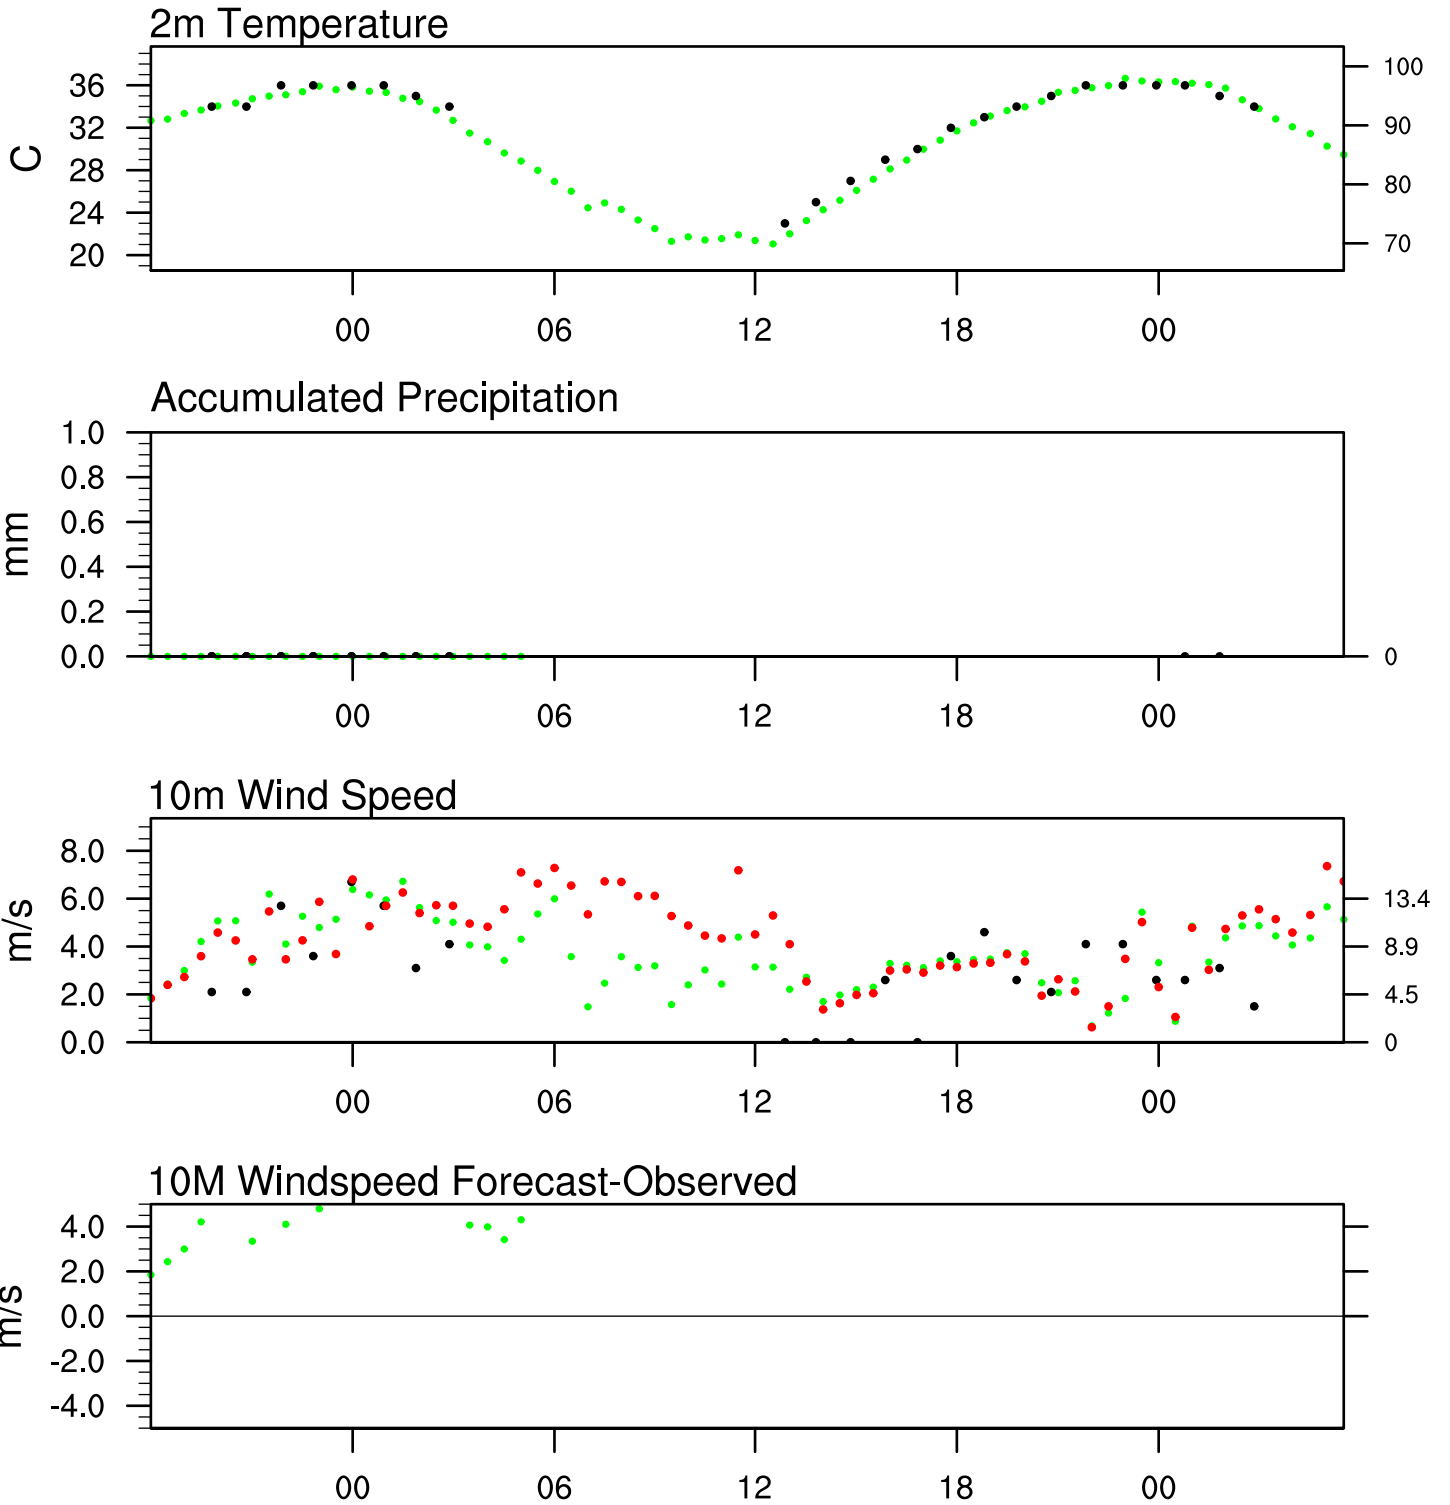 2m Temperature
C
36
32
28
24
20
100
90
80
70
00 06 12 18 00
Accumulated Precipitation
mm
1.0
0.8
0.6
0.4
0.2
0.0
0
00 06 12 18 00
10m Wind Speed
m/s
8.0
6.0
4.0
2.0
0.0
13.4
8.9
4.5
0
00 06 12 18 00
10M Windspeed Forecast-Observed
m/s
4.0
2.0
0.0
-2.0
-4.0
00 06 12 18 00